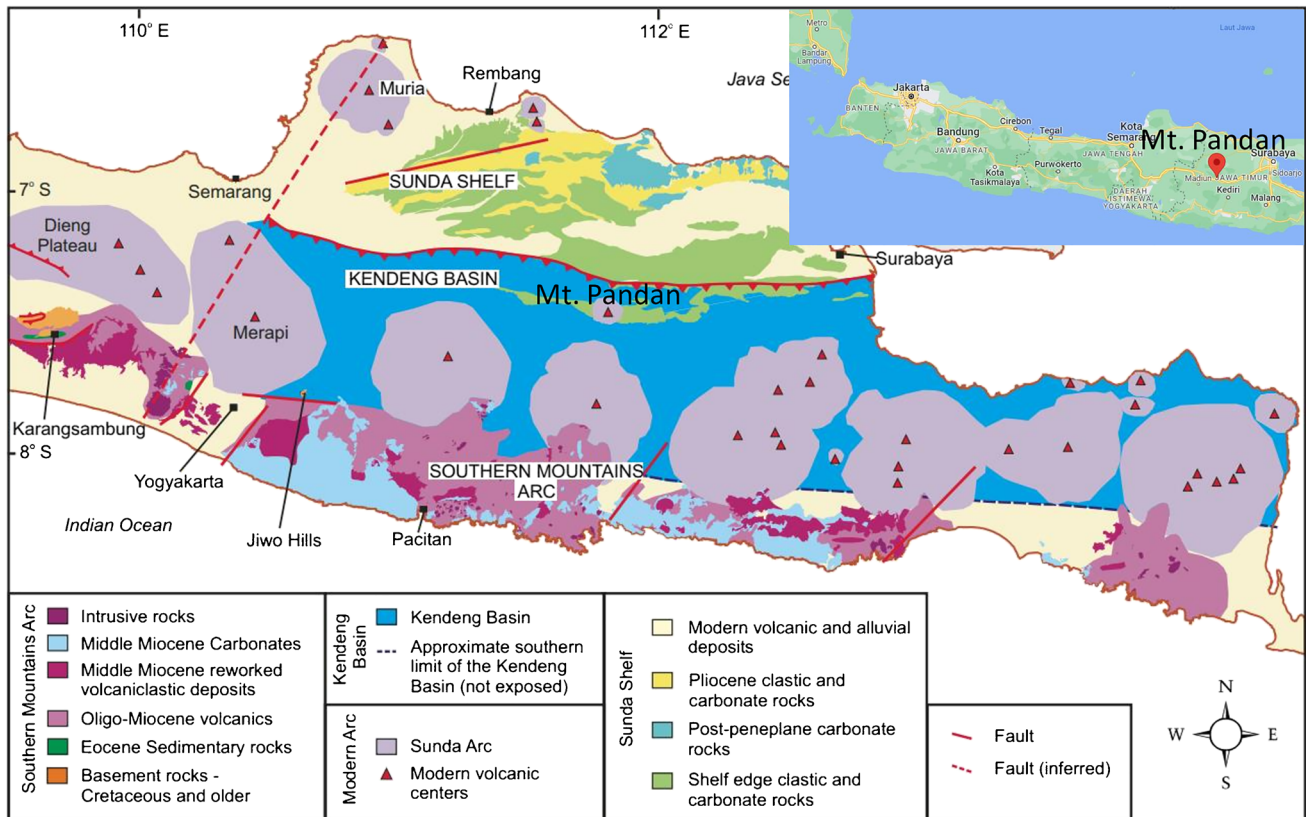 110° E
112° E
Rembang
Java Se
Muria
Semarang
7° S
SUNDA SHELF
Dieng
Plateau
KENDENG BASIN
Mt. Pandan
Surabaya
Merapi
Karangsambung
8° S
Yogyakarta
SOUTHERN MOUNTAINS
ARC
Indian Ocean
Jiwo Hills
Pacitan
Metro
Bandar
Lampung
Laut Jawa
Jakarta
BANTEN
Cirebon
Tegal
Kota
Semarang
Mt. Pandan
Bandung
JAWA BARAT
JAWA TENGAH
Surabaya
Purwokerto
Kota
Tasikmalaya
Madiun
JAWA TIMUR
Sidoarjo
Kediri
DAERAH
ISTIMEWA
YOGYAKARTA
Malang
Southern Mountains Arc
Intrusive rocks
Middle Miocene Carbonates
Middle Miocene reworked
volcaniclastic deposits
Oligo-Miocene volcanics
Eocene Sedimentary rocks
Basement rocks -
Cretaceous and older
Kendeng
Basin
Kendeng Basin
Approximate southern
limit of the Kendeng
Basin (not exposed)
Modern Arc
Sunda Arc
Modern volcanic
centers
Sunda Shelf
Modern volcanic and alluvial
deposits
Pliocene clastic and
carbonate rocks
Post-peneplane carbonate
rocks
Shelf edge clastic and
carbonate rocks
Fault
Fault (inferred)
N
W
E
S